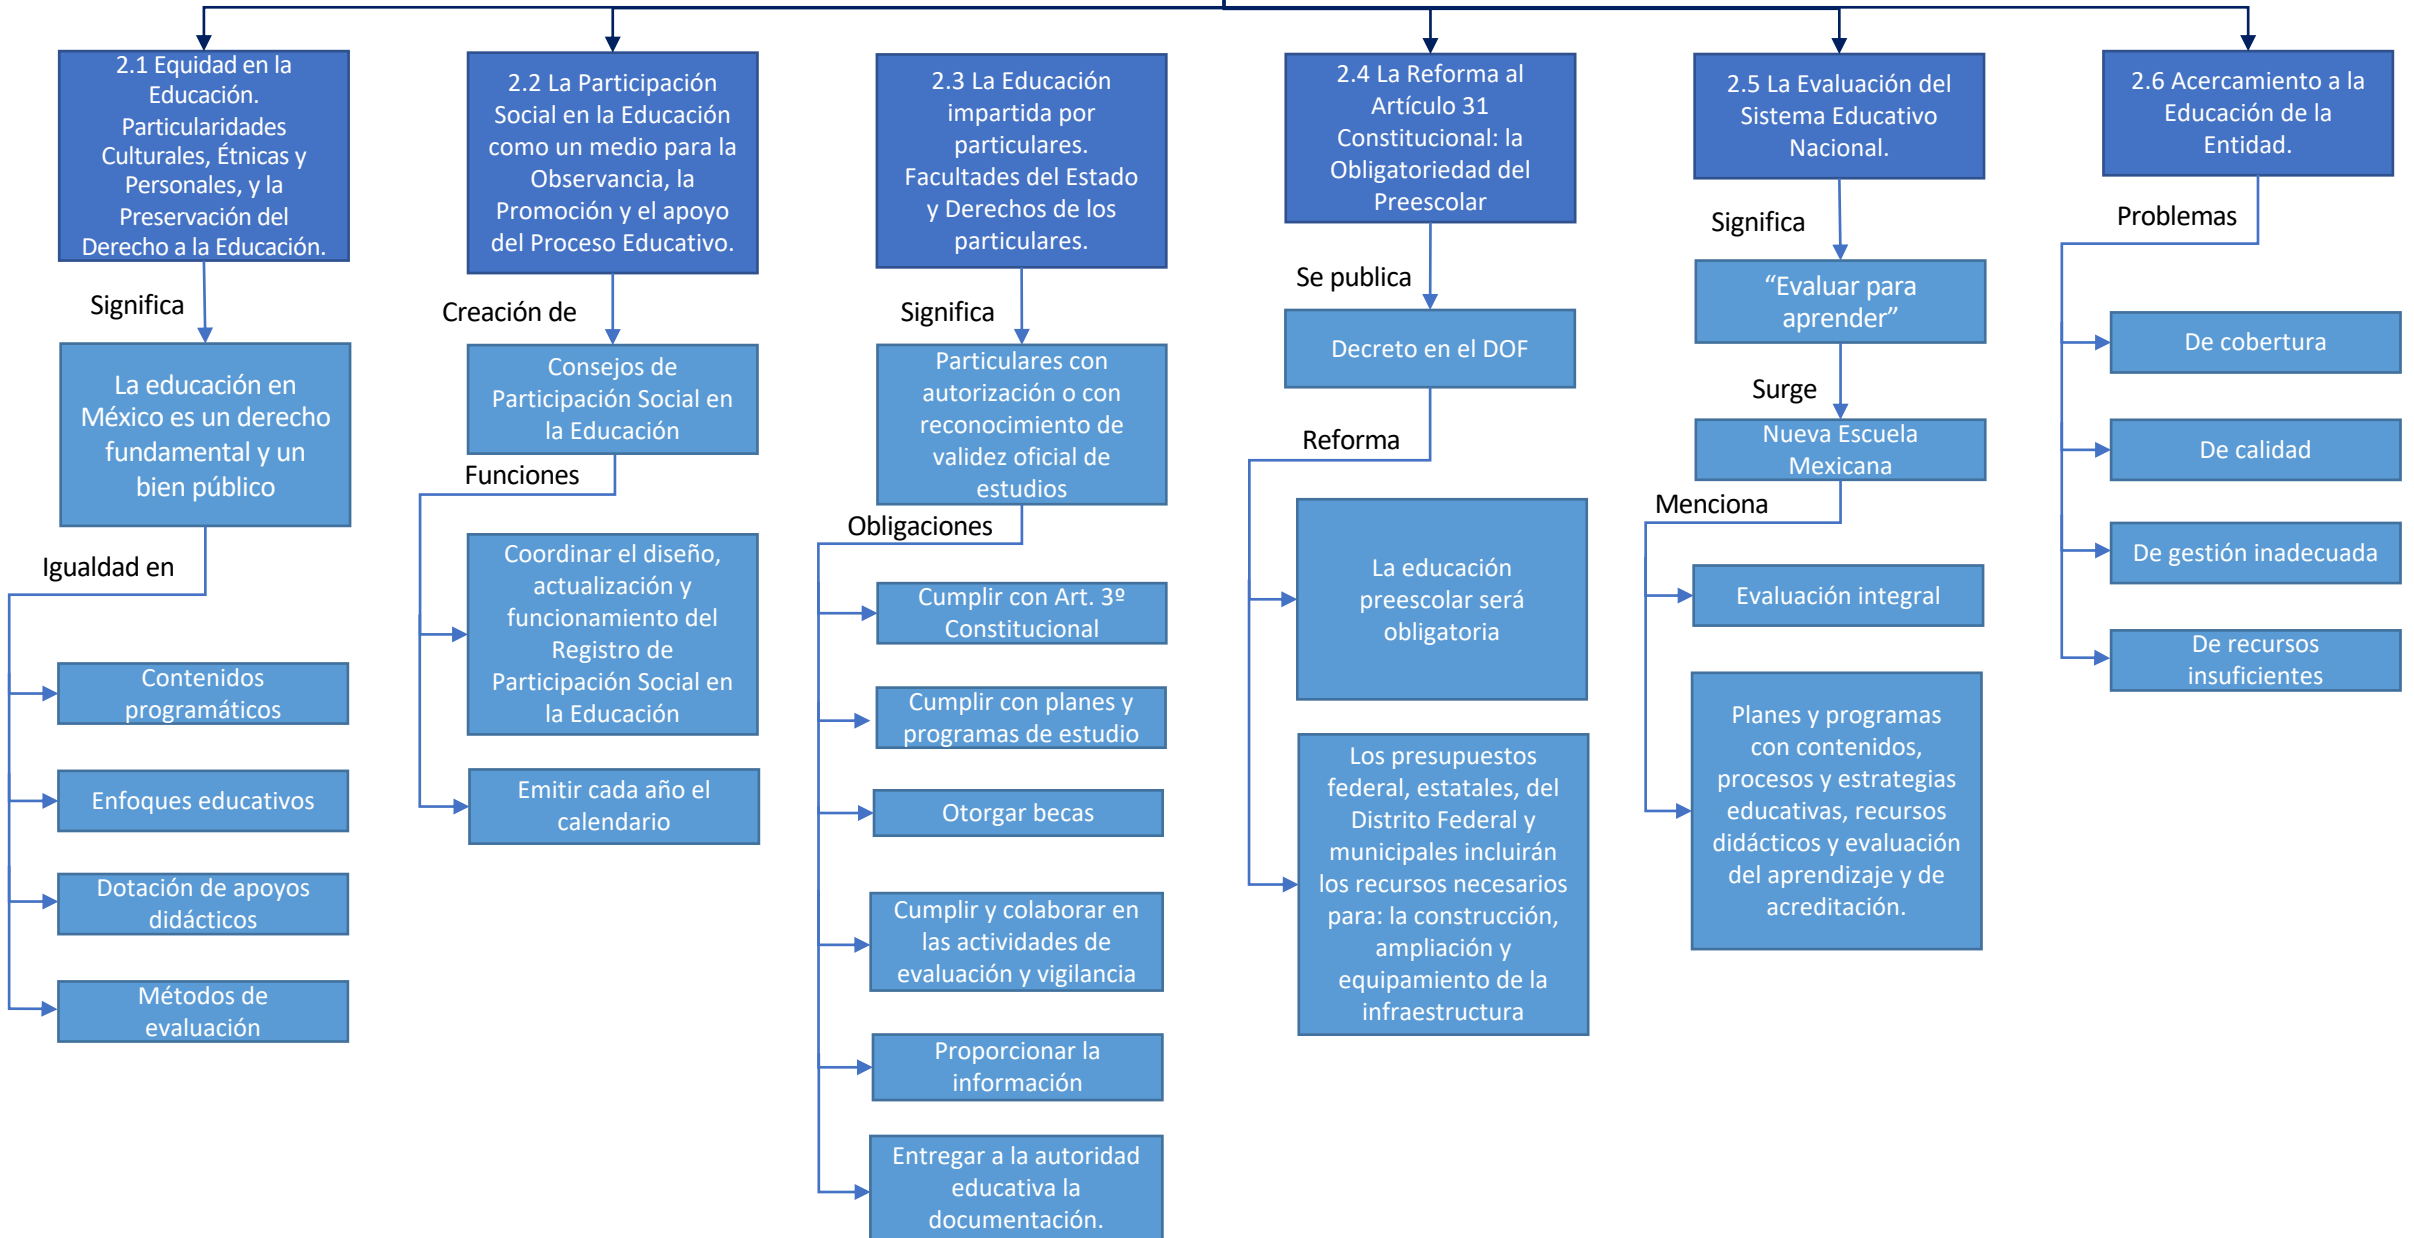 2.1 Equidad en la
Educación.
Particularidades
Culturales, Étnicas y
Personales, y la
Preservación del
Derecho a la Educación.
Significa
La educación en
México es un derecho
fundamental y un
bien público
Igualdad en
Contenidos
programáticos
Enfoques educativos
Dotación de apoyos
didácticos
Métodos de
evaluación
2.2 La Participación
Social en la Educación
como un medio para la
Observancia, la
Promoción y el apoyo
del Proceso Educativo.
Creación de
Consejos de
Participación Social en
la Educación
Funciones
Coordinar el diseño,
actualización y
funcionamiento del
Registro de
Participación Social en
la Educación
Emitir cada año el
calendario
2.3 La Educación
impartida por
particulares.
Facultades del Estado
y Derechos de los
particulares.
Significa
Particulares con
autorización o con
reconocimiento de
validez oficial de
estudios
Obligaciones
Cumplir con Art. 3º
Constitucional
Cumplir con planes y
programas de estudio
Otorgar becas
Cumplir y colaborar en
las actividades de
evaluación y vigilancia
Proporcionar la
información
Entregar a la autoridad
educativa la
documentación.
2.4 La Reforma al
Artículo 31
Constitucional: la
Obligatoriedad del
Preescolar
Se publica
Decreto en el DOF
Reforma
La educación
preescolar será
obligatoria
Los presupuestos
federal, estatales, del
Distrito Federal y
municipales incluirán
los recursos necesarios
para: la construcción,
ampliación y
equipamiento de la
infraestructura
2.5 La Evaluación del
Sistema Educativo
Nacional.
Significa
“Evaluar para
aprender”
Surge
Nueva Escuela
Mexicana
Menciona
Evaluación integral
Planes y programas
con contenidos,
procesos y estrategias
educativas, recursos
didácticos y evaluación
del aprendizaje y de
acreditación.
2.6 Acercamiento a la
Educación de la
Entidad.
Problemas
De cobertura
De calidad
De gestión inadecuada
De recursos
insuficientes